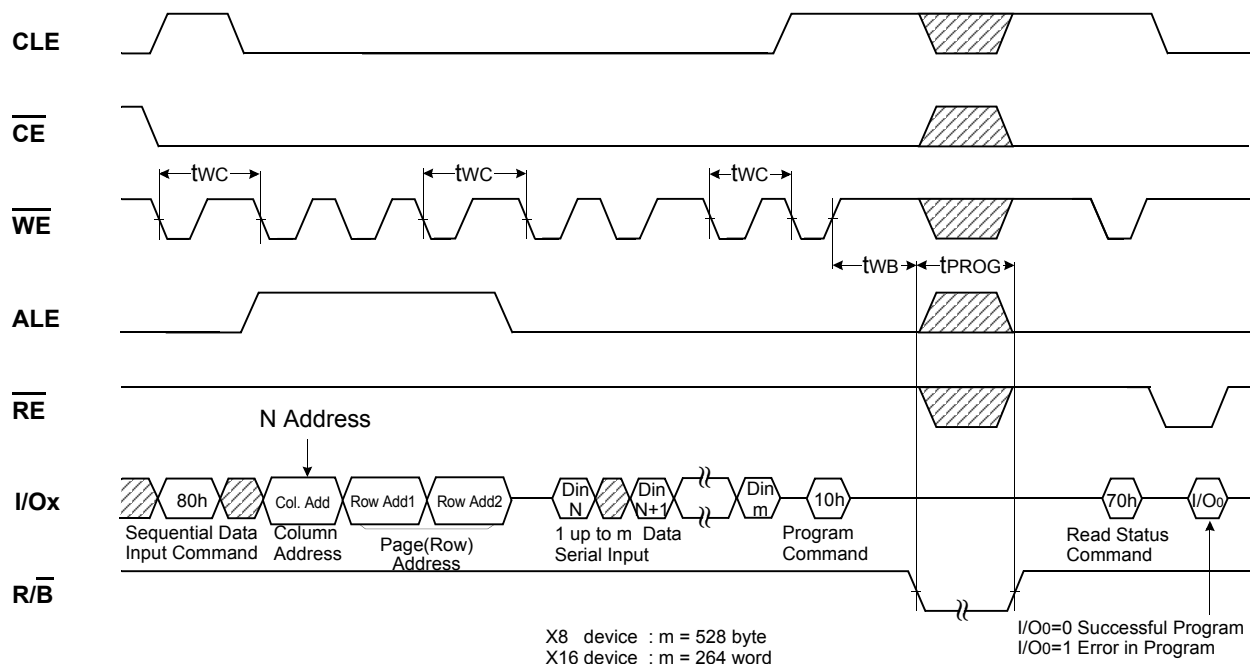 CLE
CE
tWC tWC tWC
WE
tWB tPROG
ALE
RE
N Address
I/Ox
80h Col. Add Row Add1 Row Add2 Din N Din N+1 Din m 10h 70h I/O0
Sequential Data Input Command
Column Address
Page(Row) Address
1 up to m Data Serial Input
Program Command
Read Status Command
R/B
X8 device : m = 528 byte
X16 device : m = 264 word
I/O0=0 Successful Program
I/O0=1 Error in Program